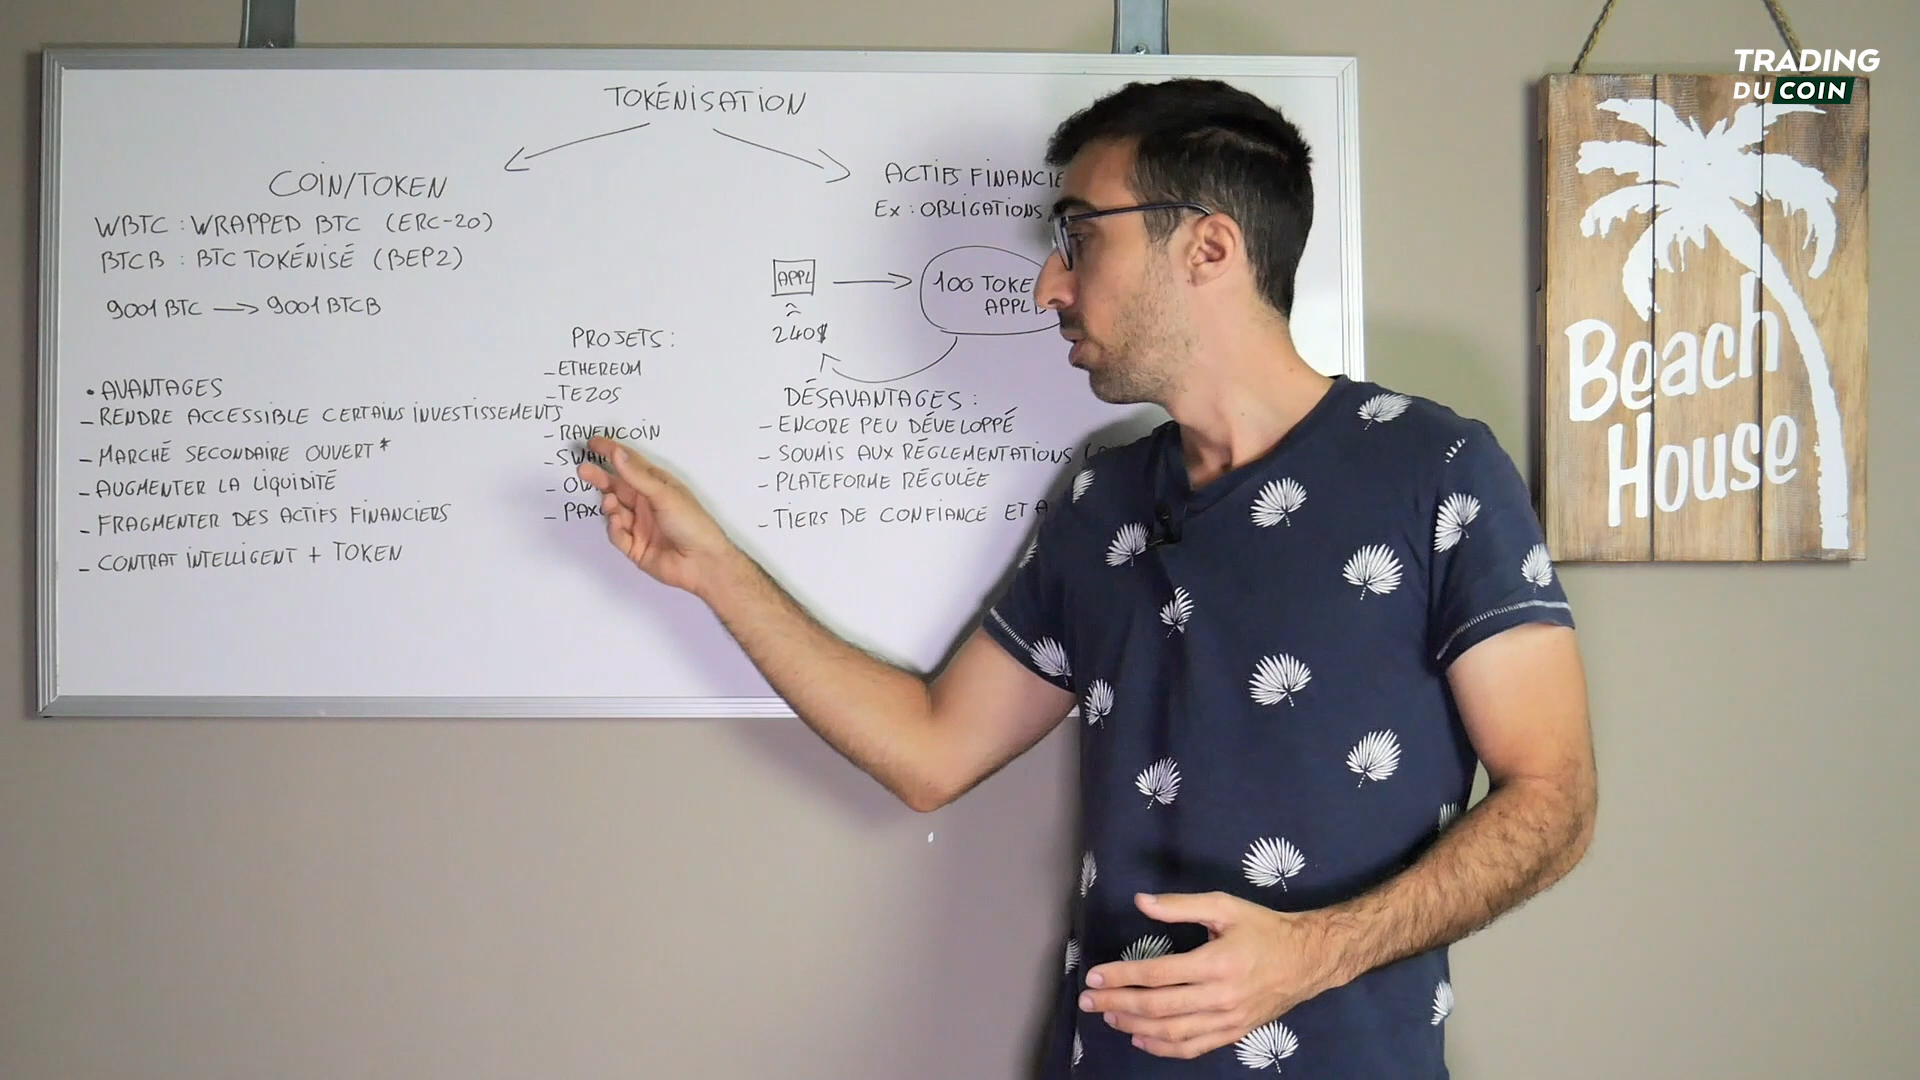 TOKÉNISATION
COIN/TOKEN
WBTC : WRAPPED BTC (ERC-20)
BTCB : BTC TOKÉNISÉ (BEP2)
9001 BTC → 9001 BTCB
• AVANTAGES
- RENDRE ACCESSIBLE CERTAINS INVESTISSEMENTS
- MARCHÉ SECONDAIRE OUVERT*
- AUGMENTER LA LIQUIDITÉ
- FRAGMENTER DES ACTIFS FINANCIERS
- CONTRAT INTELLIGENT + TOKEN
PROJETS :
- ETHEREUM
- TEZOS
- RAVENCOIN
ACTIFS
EX : OBLIGATIONS
APPL
240$
100
DÉSAVANTAGES :
- ENCORE PEU DÉVELOPPÉ
- SOUMIS AUX RÉGLEMENTATIONS
- PLATEFORME RÉGULÉE
- TIERS DE CONFIANCE ET
TRADING
DU COIN
Beach
House